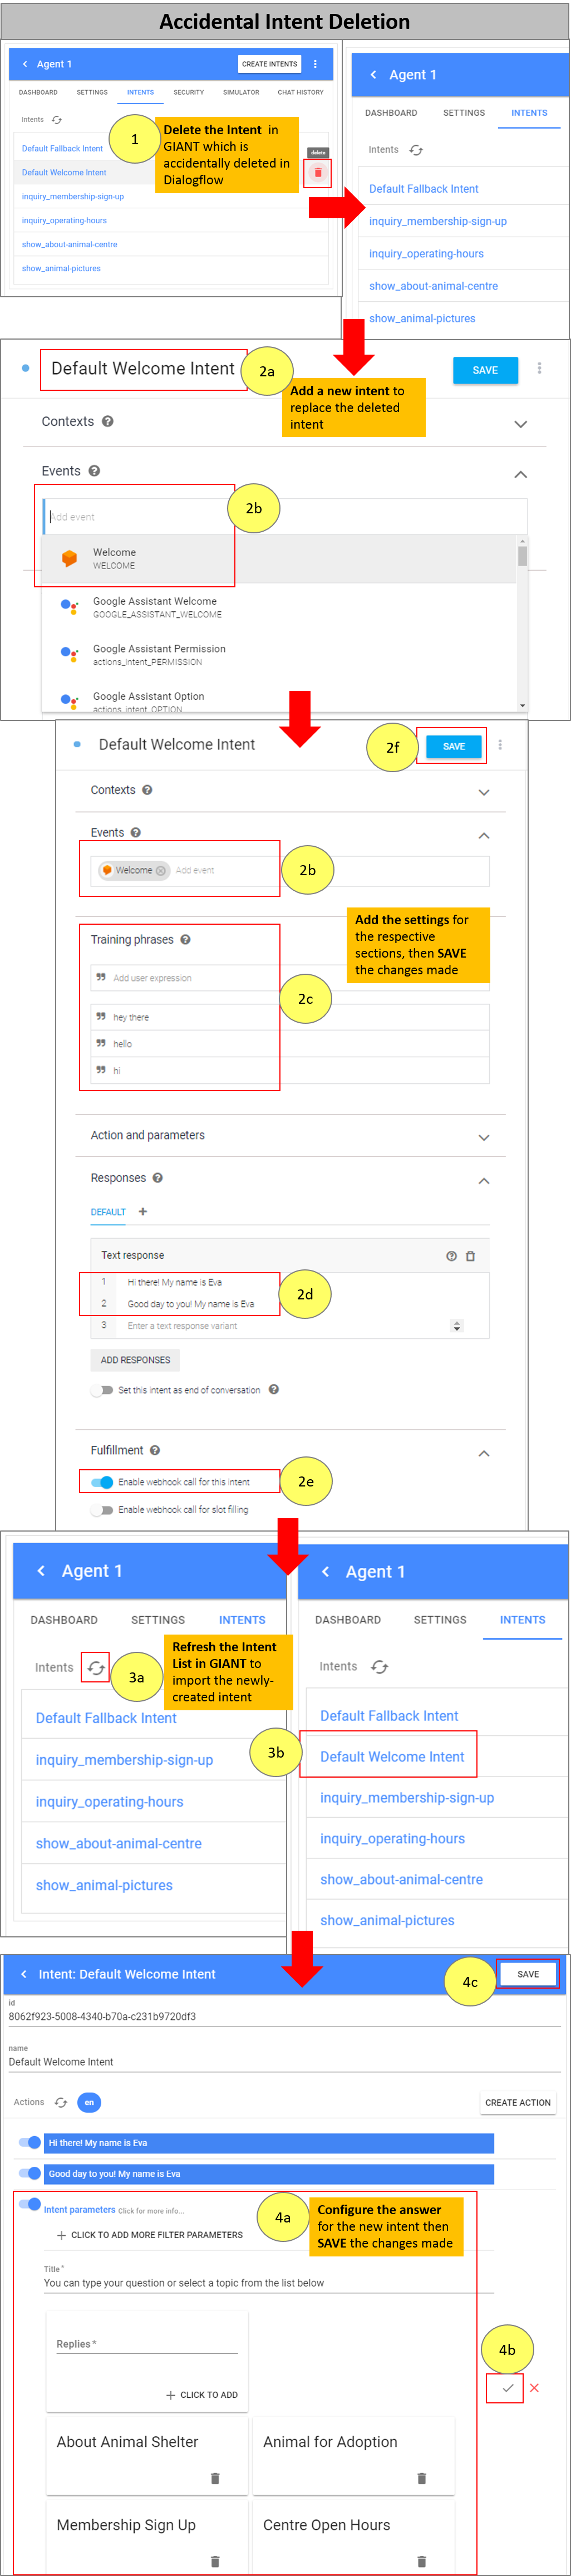 Accidental Intent Deletion
Agent 1
CREATE INTENTS
DASHBOARD SETTINGS INTENTS SECURITY SIMULATOR CHAT HISTORY
Intents
1
Delete the Intent in
GIANT which is
accidentally deleted in
Dialogflow
delete
Default Fallback Intent
Default Welcome Intent
inquiry_membership-sign-up
inquiry_operating-hours
show_about-animal-centre
show_animal-pictures
Agent 1
DASHBOARD SETTINGS INTENTS
Intents
Default Fallback Intent
inquiry_membership-sign-up
inquiry_operating-hours
show_about-animal-centre
show_animal-pictures
Default Welcome Intent
2a
SAVE
Add a new intent to
replace the deleted
intent
Contexts
Events
2b
Add event
Welcome
WELCOME
Google Assistant Welcome
GOOGLE_ASSISTANT_WELCOME
Google Assistant Permission
actions_intent_PERMISSION
Google Assistant Option
actions_intent_OPTION
Default Welcome Intent
2f
SAVE
Contexts
Events
Welcome Add event
2b
Add the settings for
the respective
sections, then SAVE
the changes made
Training phrases
Add user expression
2c
hey there
hello
hi
Action and parameters
Responses
DEFAULT
Text response
1 Hi there! My name is Eva
2 Good day to you! My name is Eva
3 Enter a text response variant
2d
ADD RESPONSES
Set this intent as end of conversation
Fulfillment
Enable webhook call for this intent
2e
Enable webhook call for slot filling
Agent 1
DASHBOARD SETTINGS INTENTS
Intents
3a
Refresh the Intent
List in GIANT to
import the newly-
created intent
Default Fallback Intent
inquiry_membership-sign-up
inquiry_operating-hours
show_about-animal-centre
show_animal-pictures
Agent 1
DASHBOARD SETTINGS INTENTS
Intents
Default Fallback Intent
3b
Default Welcome Intent
inquiry_membership-sign-up
inquiry_operating-hours
show_about-animal-centre
show_animal-pictures
Intent: Default Welcome Intent
4c
SAVE
id
8062f923-5008-4340-b70a-c231b9720df3
name
Default Welcome Intent
Actions en
CREATE ACTION
Hi there! My name is Eva
Good day to you! My name is Eva
Intent parameters Click for more info...
4a
Configure the answer
for the new intent then
SAVE the changes made
CLICK TO ADD MORE FILTER PARAMETERS
Title *
You can type your question or select a topic from the list below
4b
Replies *
CLICK TO ADD
About Animal Shelter
Animal for Adoption
Membership Sign Up
Centre Open Hours